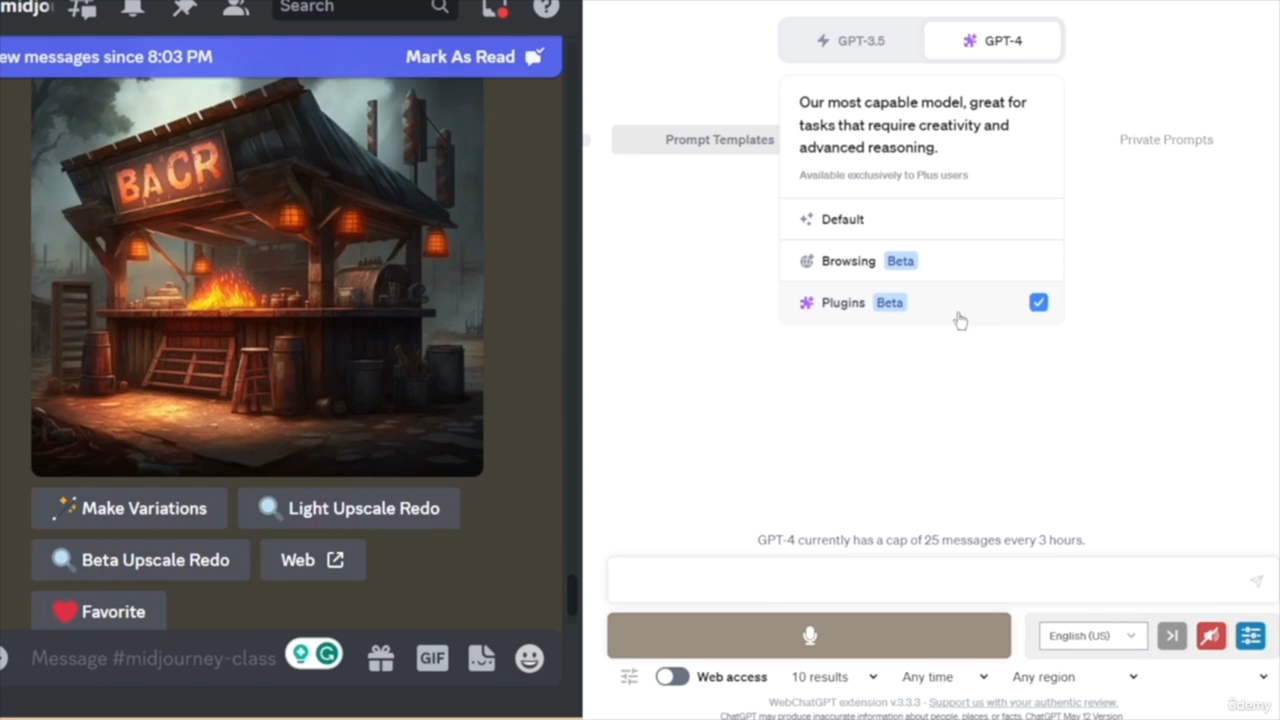 midjo
Search
ew messages since 8:03 PM
Mark As Read
BACR
Make Variations
Light Upscale Redo
Beta Upscale Redo
Web
Favorite
Message #midjourney-class
GIF
GPT-3.5
GPT-4
Our most capable model, great for
tasks that require creativity and
advanced reasoning.
Available exclusively to Plus users
Default
Browsing Beta
Plugins Beta
Prompt Templates
Private Prompts
GPT-4 currently has a cap of 25 messages every 3 hours.
English (US)
Web access
10 results
Any time
Any region
WebChatGPT extension v.3.3.3 - Support us with your authentic review.
ChatGPT may produce inaccurate information about people, places, or facts. ChatGPT May 12 Version
ûdemy